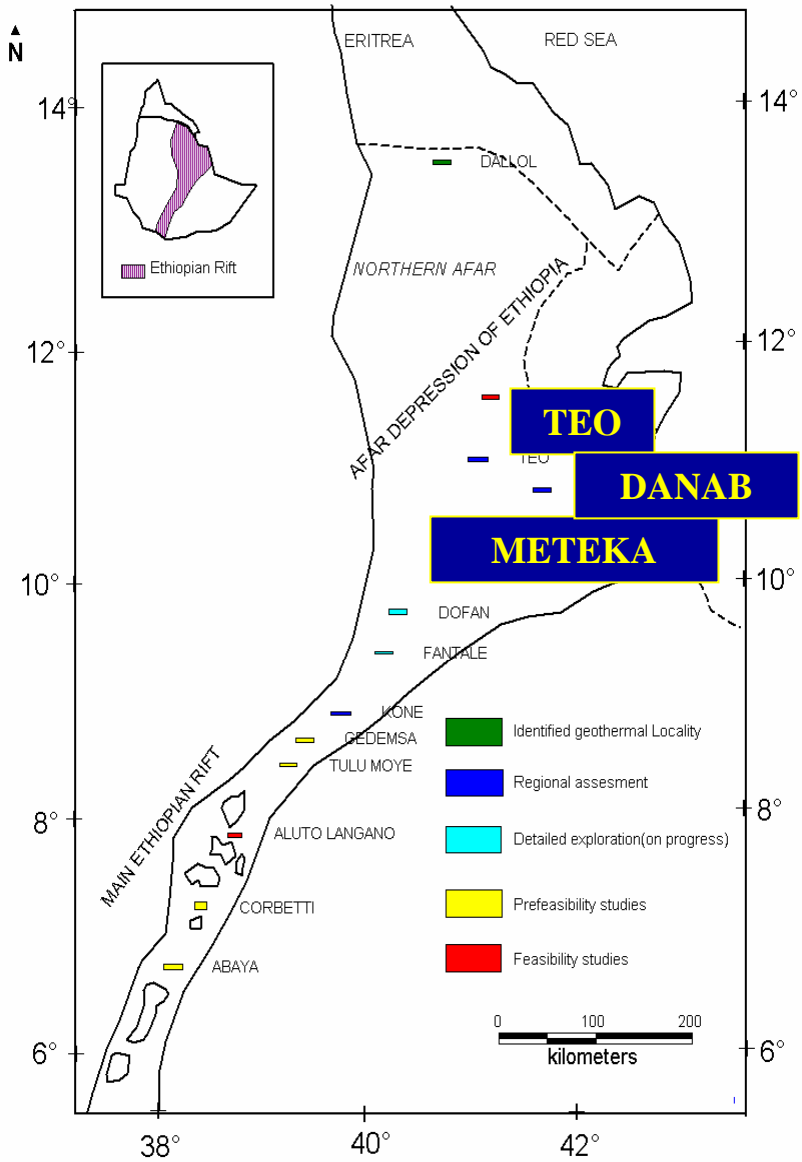 N
ERITREA
RED SEA
14°
14°
DALLOL
Ethiopian Rift
NORTHERN AFAR
AFAR DEPRESSION OF ETHIOPIA
12°
12°
TEO
TEO
DANAB
METEKA
10°
10°
DOFAN
FANTALE
KONE
GEDEMSA
TULU MOYE
MAIN ETHIOPIAN RIFT
8°
8°
ALUTO LANGANO
CORBETTI
ABAYA
Identified geothermal Locality
Regional assesment
Detailed exploration(on progress)
Prefeasibility studies
Feasibility studies
0 100 200
kilometers
6°
6°
38° 40° 42°